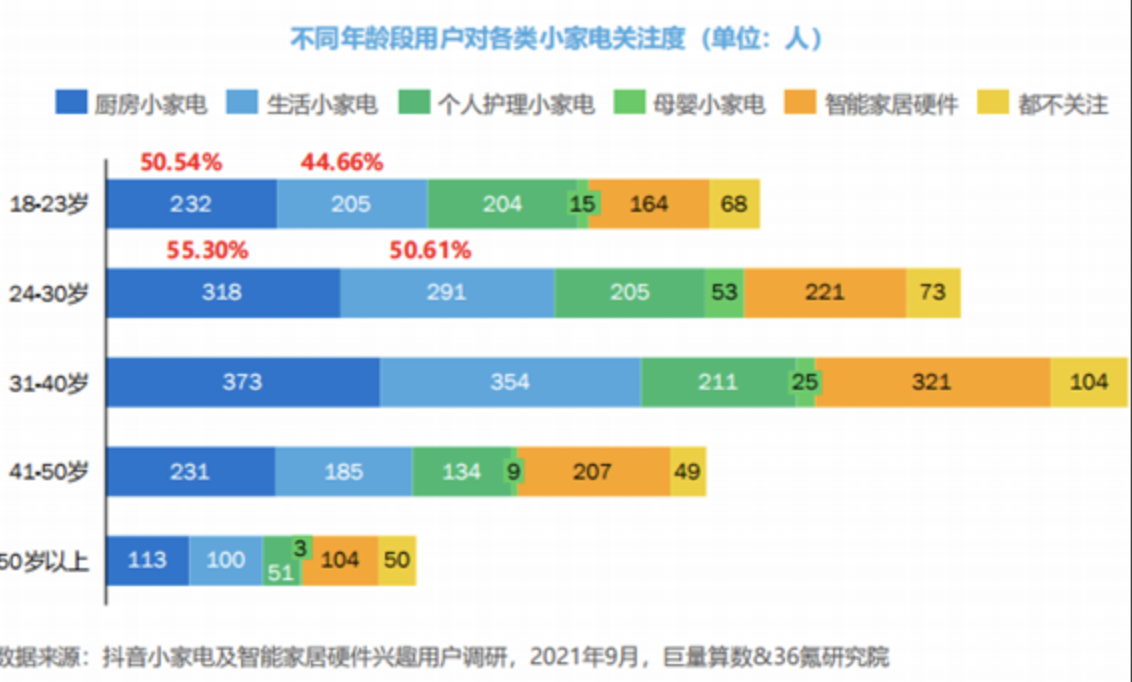 不同年龄段用户对各类小家电关注度（单位：人）
厨房小家电 生活小家电 个人护理小家电 母婴小家电 智能家居硬件 都不关注
50.54% 44.66%
18-23岁 232 205 204 15 164 68
55.30% 50.61%
24-30岁 318 291 205 53 221 73
31-40岁 373 354 211 25 321 104
41-50岁 231 185 134 9 207 49
50岁以上 113 100 51 3 104 50
数据来源：抖音小家电及智能家居硬件兴趣用户调研，2021年9月，巨量算数&36氪研究院